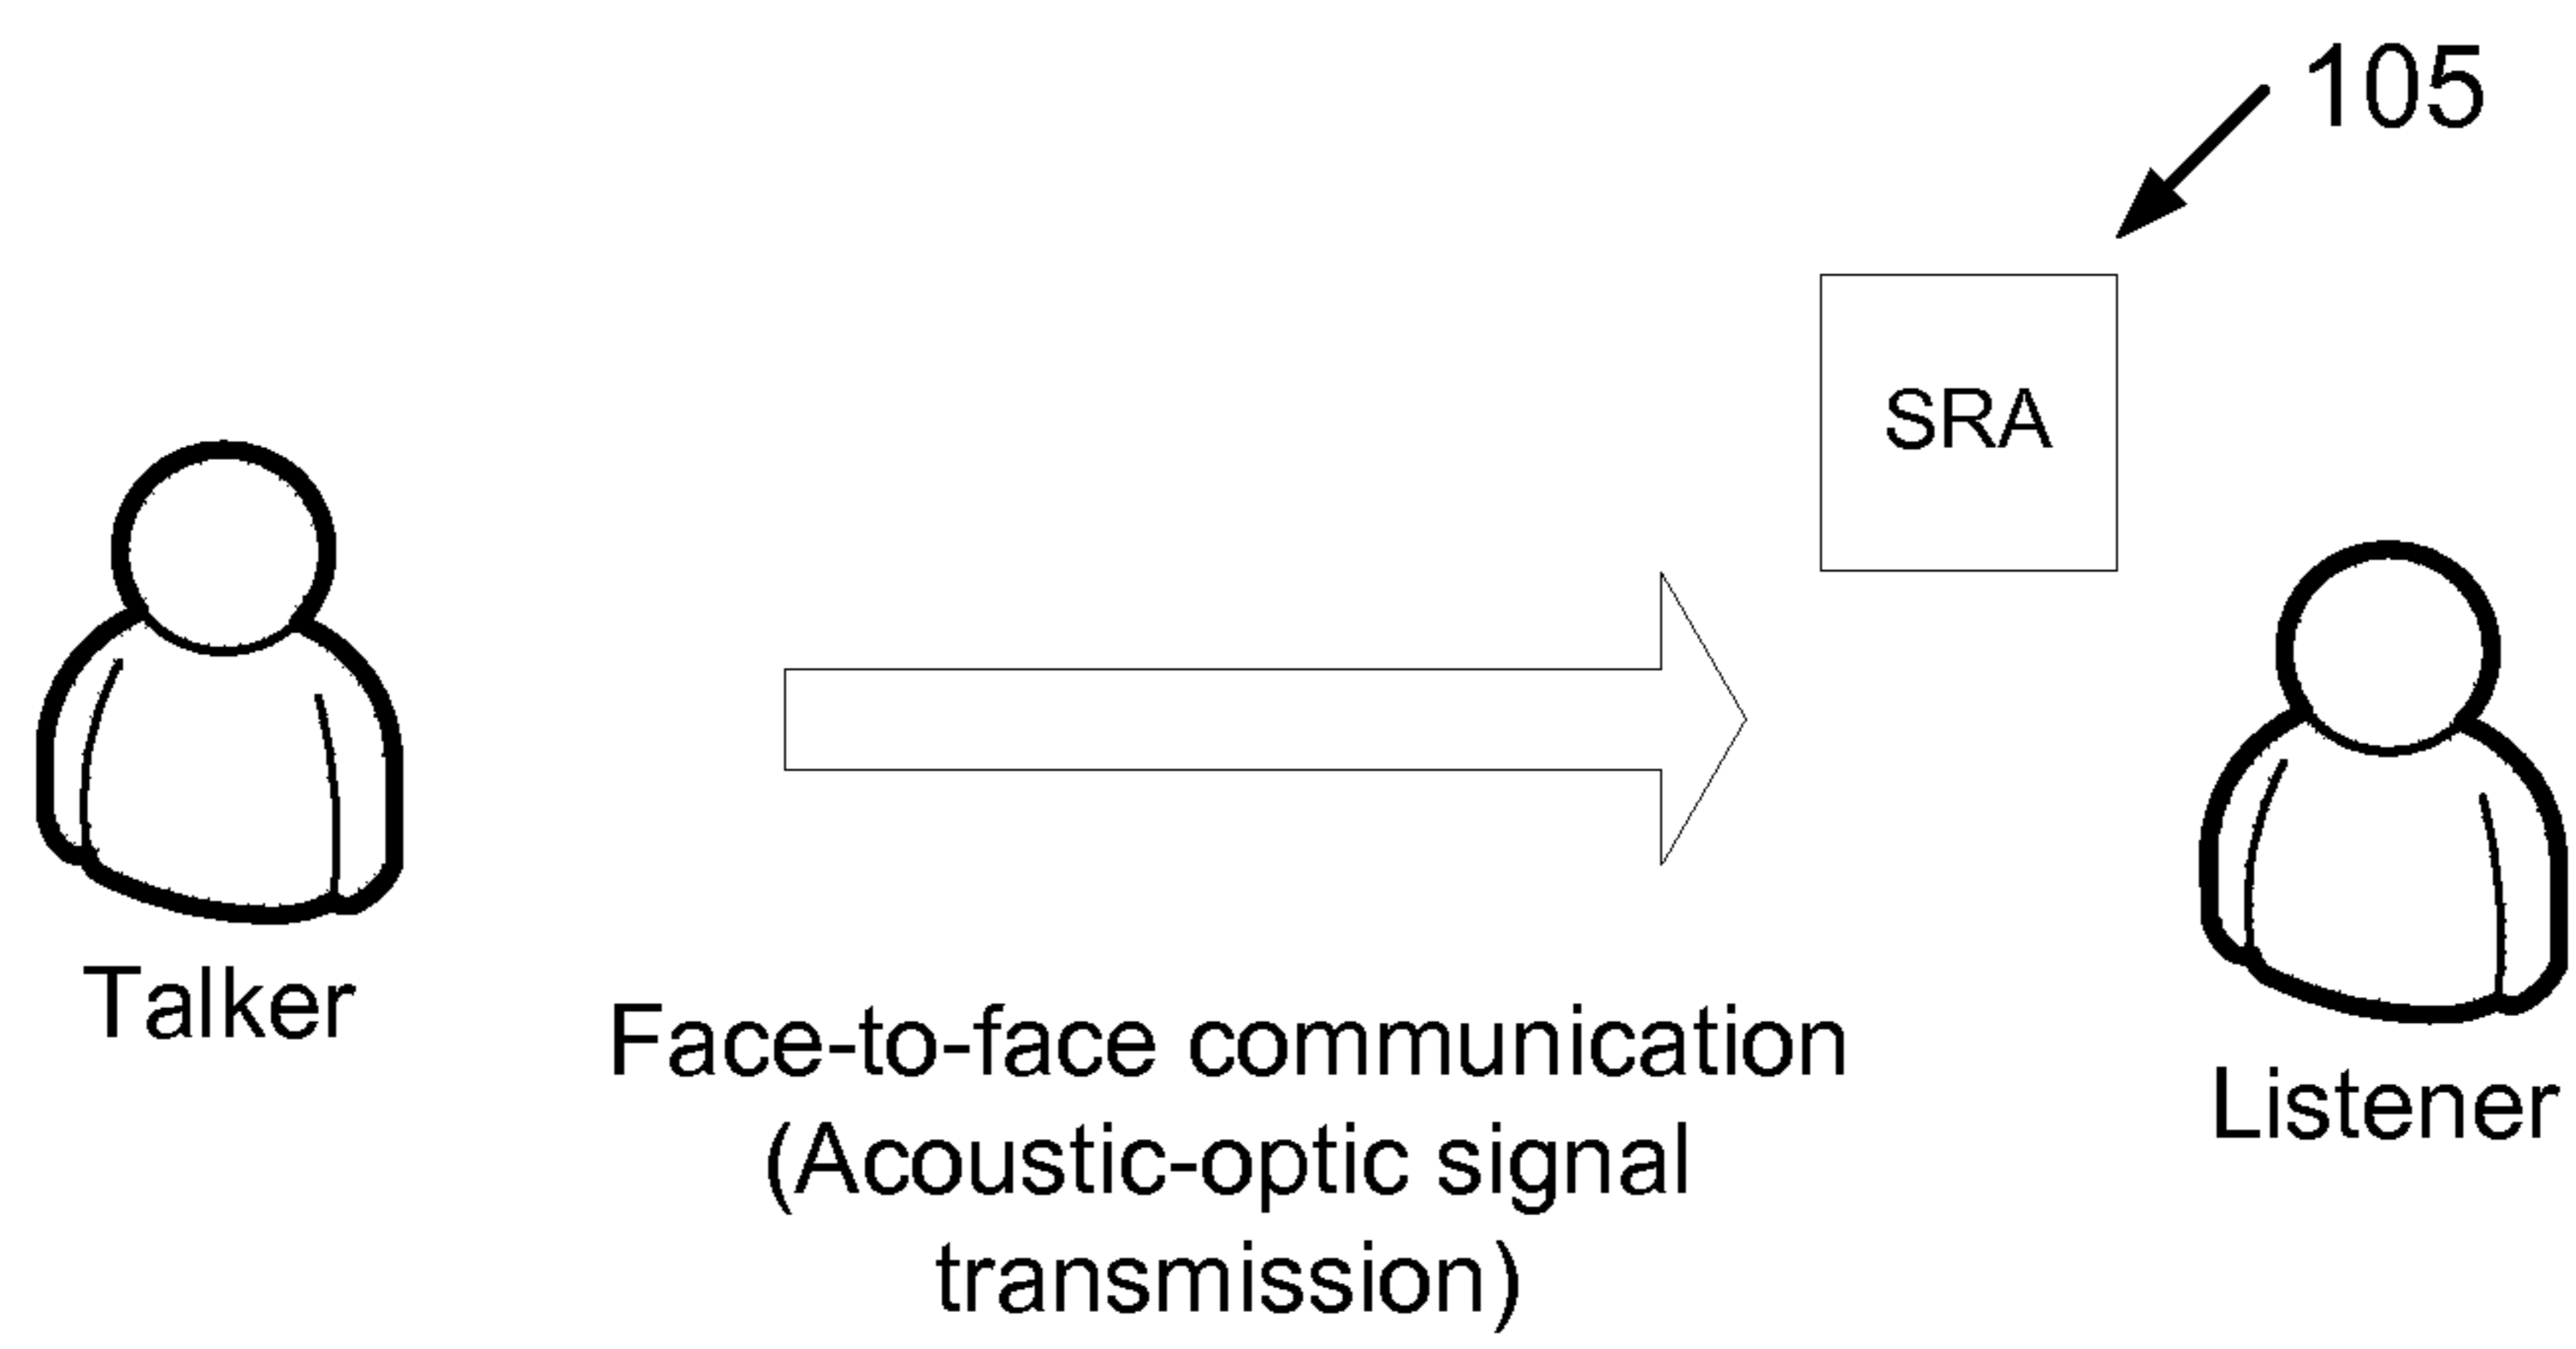 105
SRA
Talker
Face-to-face communication
(Acoustic-optic signal
transmission)
Listener